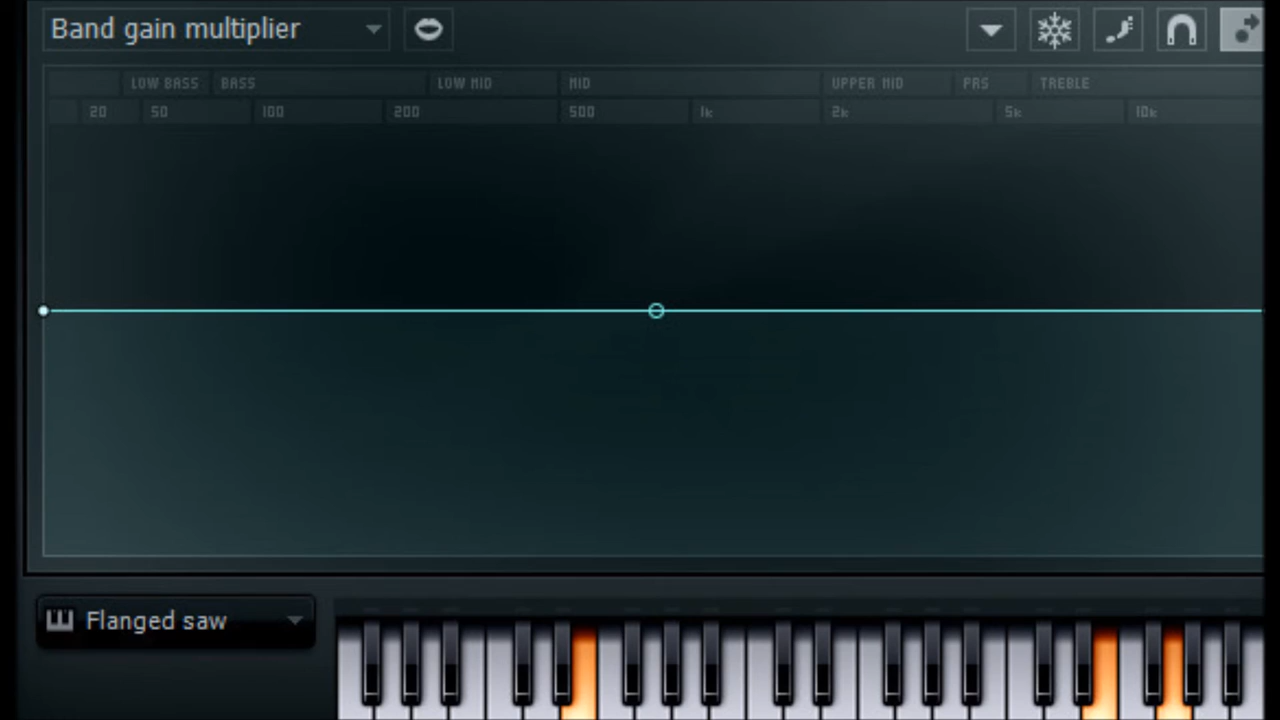 Band gain multiplier
LOW BASS BASS LOW MID MID UPPER MID PRS TREBLE
20 50 100 200 500 1k 2k 5k 10k
Flanged saw